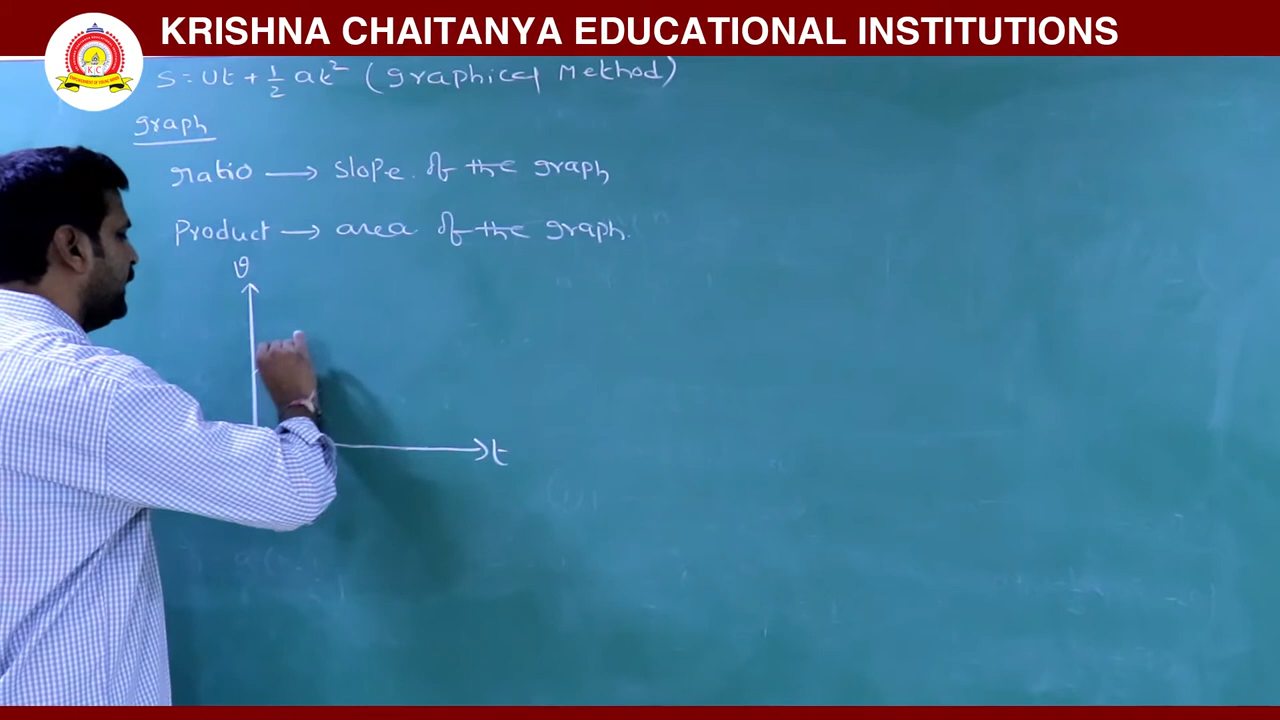 KRISHNA CHAITANYA EDUCATIONAL INSTITUTIONS
K.C
S = Ut + 1/2 at² (graphical Method)
graph
ratio → slope. of the graph
Product → area of the graph.
v
t